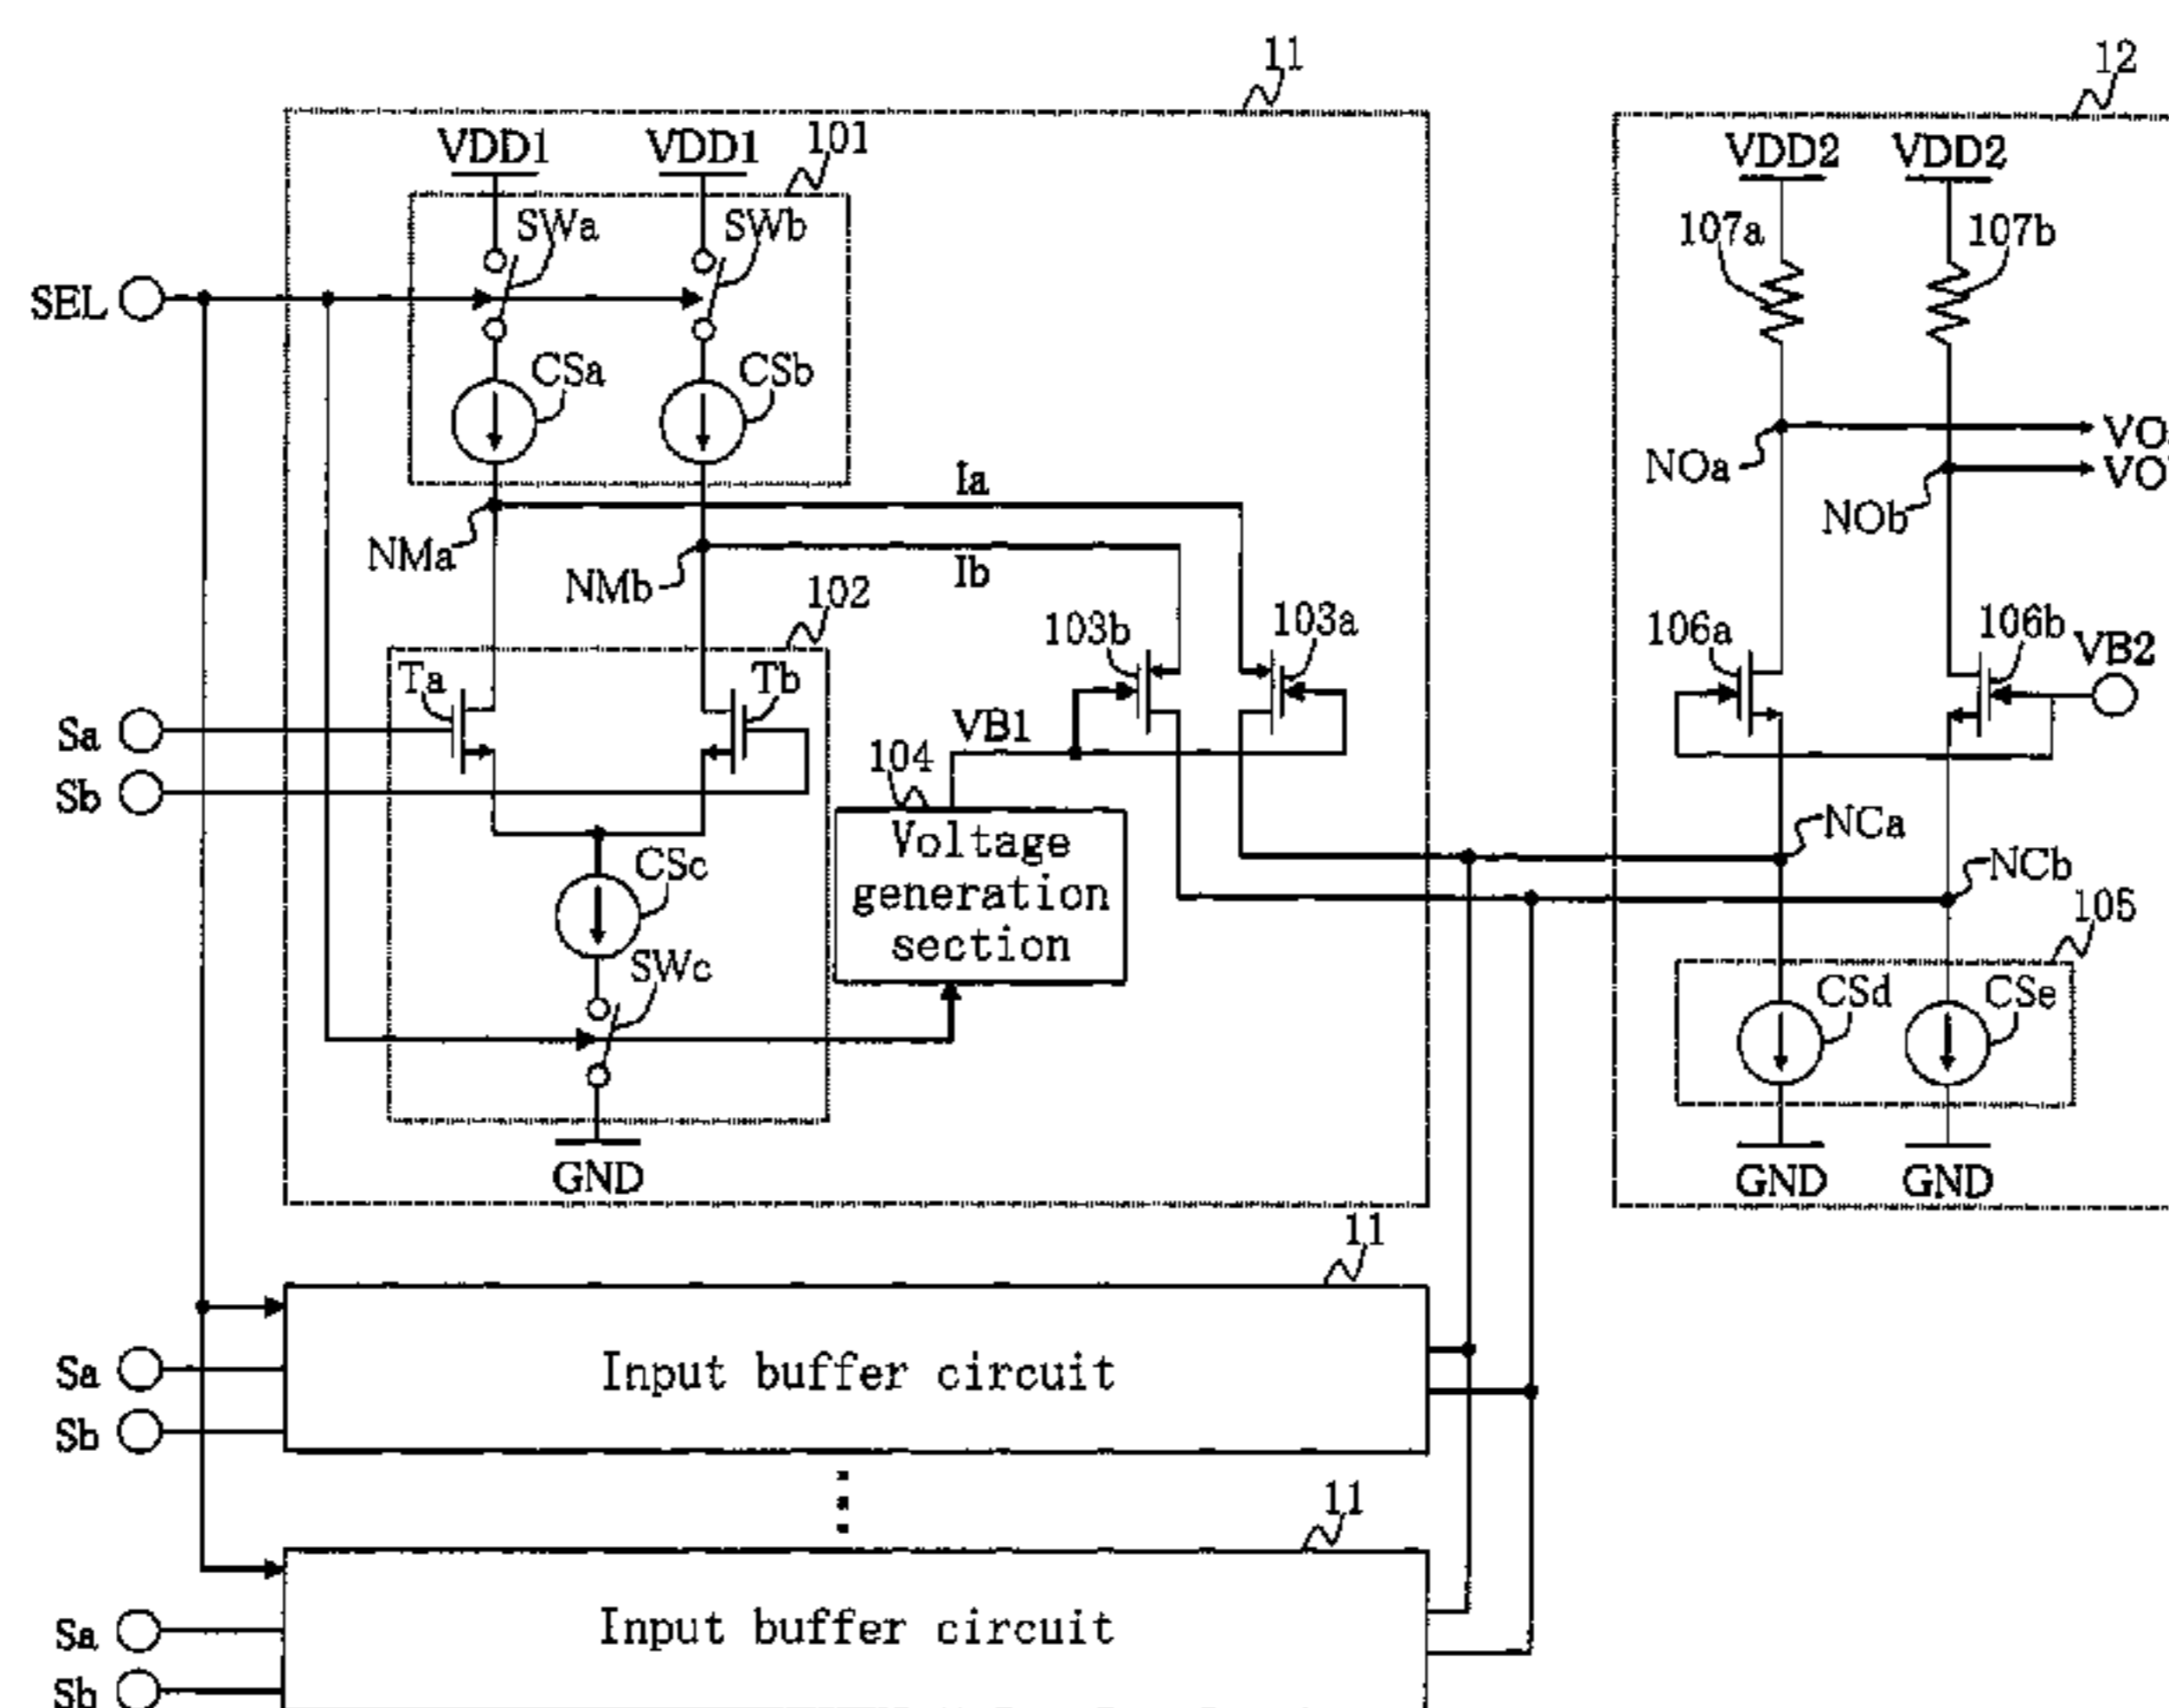 11
12
VDD1
VDD1
101
VDD2
VDD2
SWa
SWb
107a
107b
SEL
CSa
CSb
VO
VO
NOa
NOb
Ia
NMa
NMb
Ib
102
103b
103a
106a
106b
VB2
Ta
Tb
Sa
VB1
104
Sb
Voltage
generation
section
NCa
CSc
NCb
105
SWc
CSd
CSe
GND
GND
GND
11
Sa
Input buffer circuit
Sb
11
Sa
Input buffer circuit
Sb